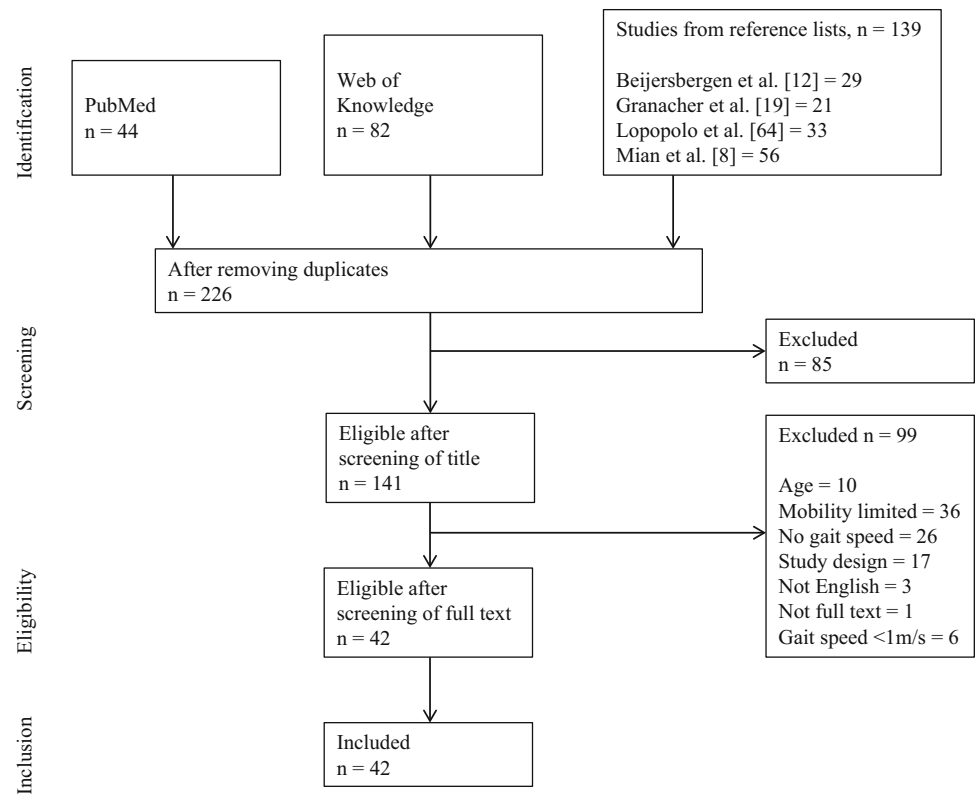 Identification
PubMed
n = 44
Web of
Knowledge
n = 82
Studies from reference lists, n = 139
Beijersbergen et al. [12] = 29
Granacher et al. [19] = 21
Lopopolo et al. [64] = 33
Mian et al. [8] = 56
After removing duplicates
n = 226
Screening
Excluded
n = 85
Eligible after
screening of title
n = 141
Excluded n = 99
Age = 10
Mobility limited = 36
No gait speed = 26
Study design = 17
Not English = 3
Not full text = 1
Gait speed <1m/s = 6
Eligibility
Eligible after
screening of full text
n = 42
Inclusion
Included
n = 42